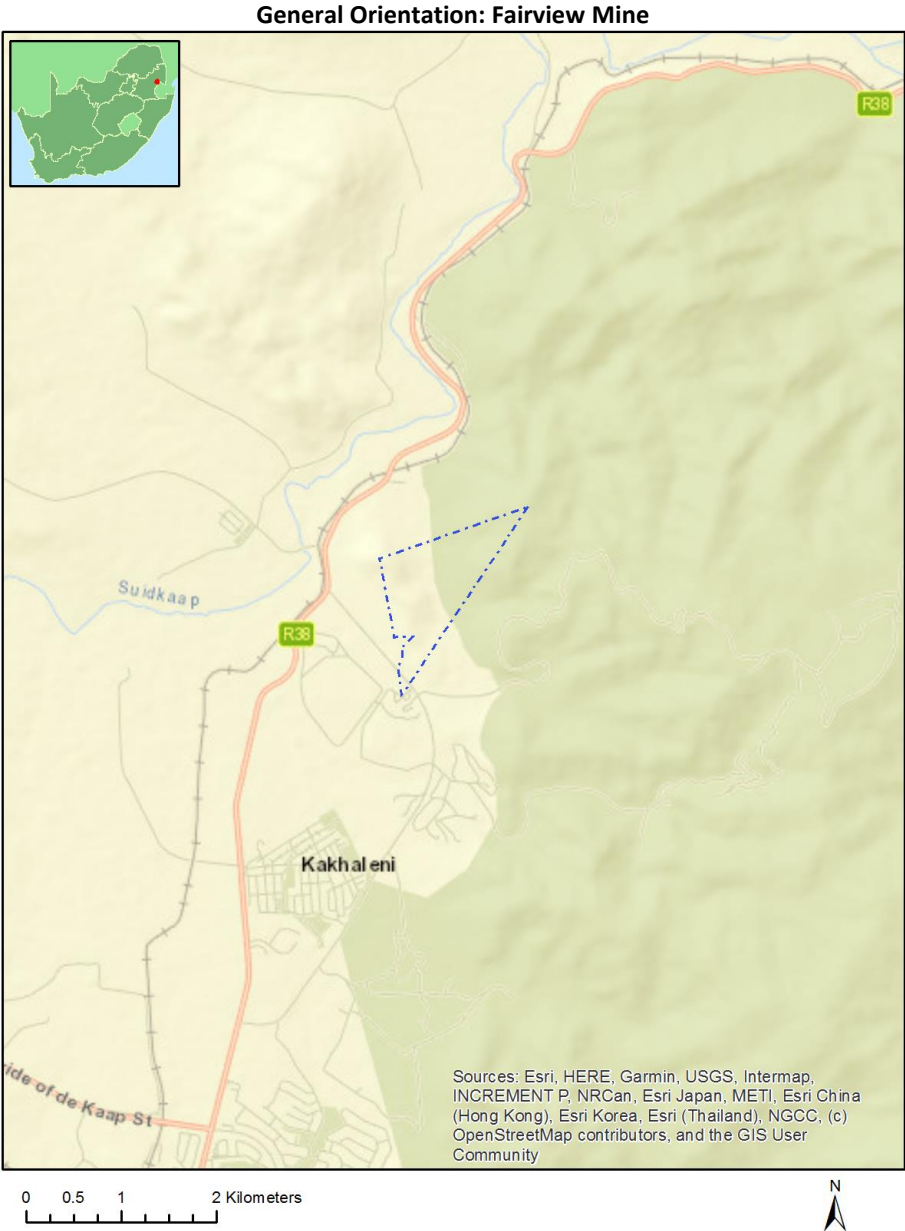 General Orientation: Fairview Mine
R38
Suidkaap
R38
Kakhaleni
ride of de Kaap St
Sources: Esri, HERE, Garmin, USGS, Intermap,
INCREMENT P, NRCan, Esri Japan, METI, Esri China
(Hong Kong), Esri Korea, Esri (Thailand), NGCC, (c)
OpenStreetMap contributors, and the GIS User
Community
0 0.5 1 2 Kilometers
N